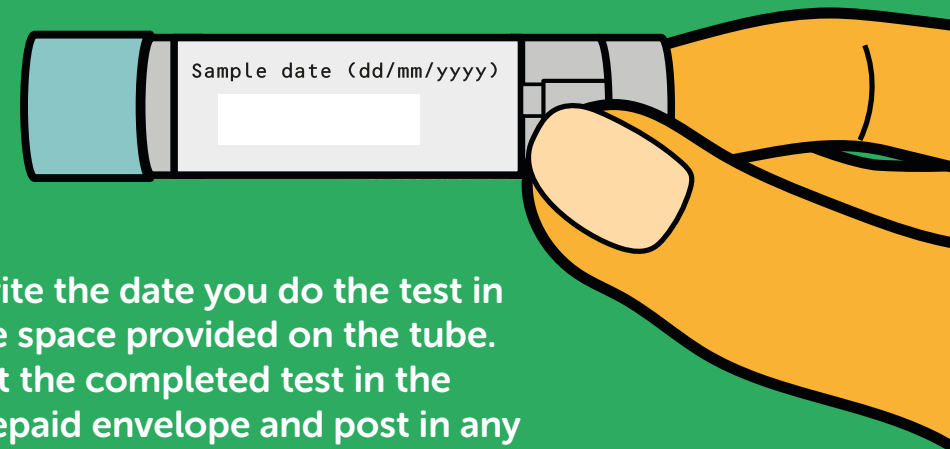 Sample date (dd/mm/yyyy)
ite the date you do the test in
e space provided on the tube.
t the completed test in the
epaid envelope and post in any